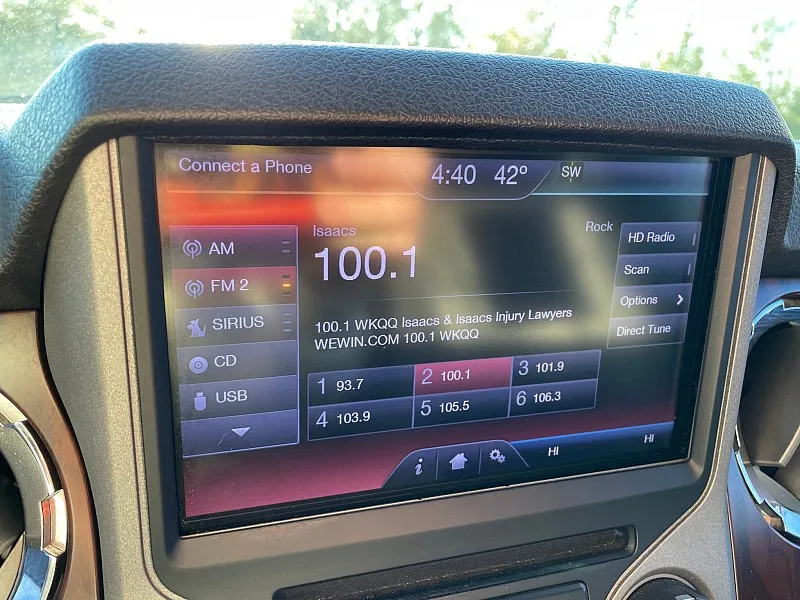 Connect a Phone
4:40 42º SW
Isaacs
Rock
100.1
AM
FM 2
SIRIUS
CD
USB
HD Radio
Scan
Options
Direct Tune
100.1 WKQQ Isaacs & Isaacs Injury Lawyers
WEWIN.COM 100.1 WKQQ
1 93.7
2 100.1
3 101.9
4 103.9
5 105.5
6 106.3
i
HI
HI